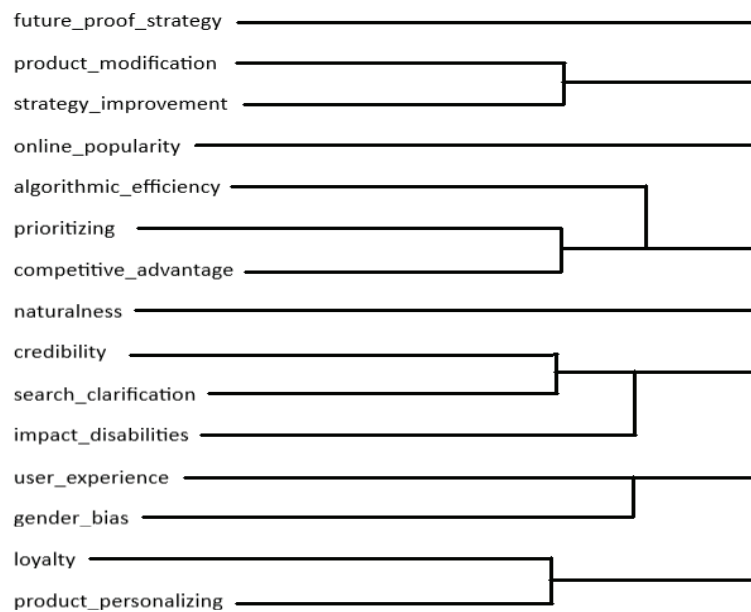 future_proof_strategy
product_modification
strategy_improvement
online_popularity
algorithmic_efficiency
prioritizing
competitive_advantage
naturalness
credibility
search_clarification
impact_disabilities
user_experience
gender_bias
loyalty
product_personalizing